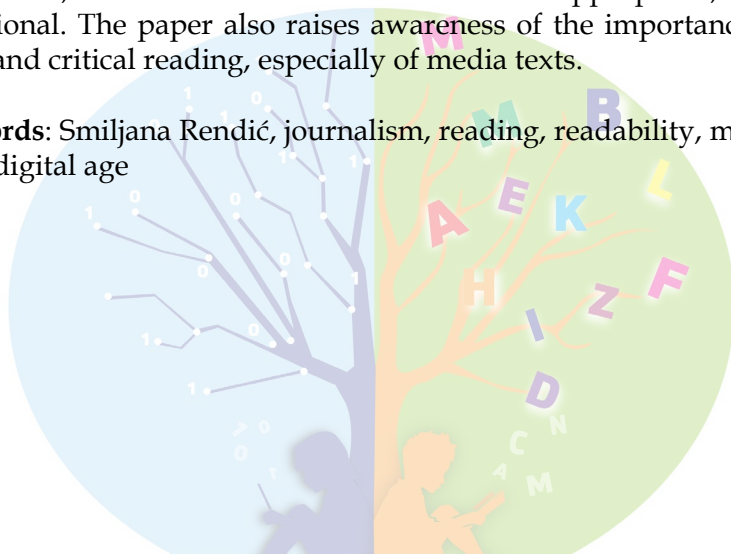 ional. The paper also raises awareness of the importanc
and critical reading, especially of media texts.
ords: Smiljana Rendić, journalism, reading, readability, m
digital age
M
M B
L
A E K
H F
I Z
D
C N
A M